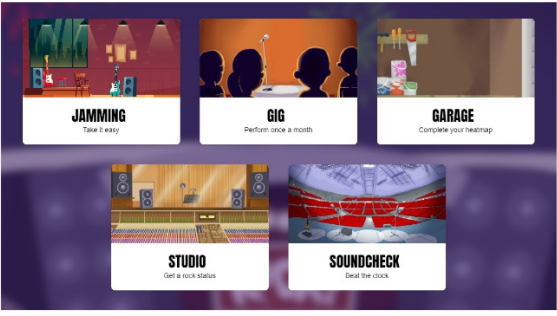 JAMMING
Take it easy
GIG
Perform once a month
GARAGE
Complete your heatmap
STUDIO
Get a rock status
SOUNDCHECK
Beat the clock